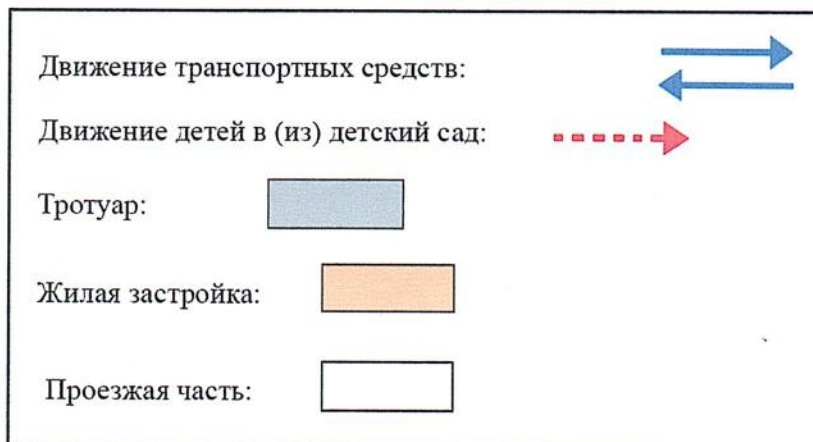 Движение транспортных средств:
Движение детей в (из) детский сад:
Тротуар:
Жилая застройка:
Проезжая часть: